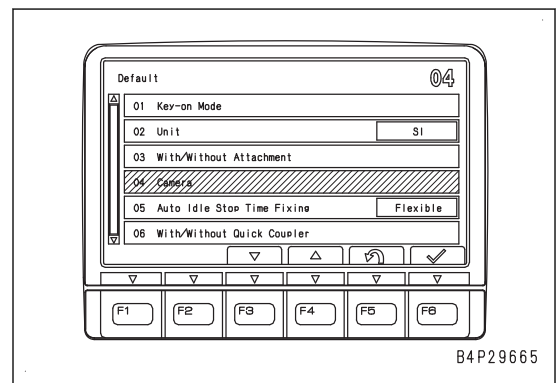 Default 04
01 Key-on Mode
02 Unit SI
03 With/Without Attachment
04 Camera
05 Auto Idle Stop Time Fixing Flexible
06 With/Without Quick Coupler
F1 F2 F3 F4 F5 F6
B4P29665